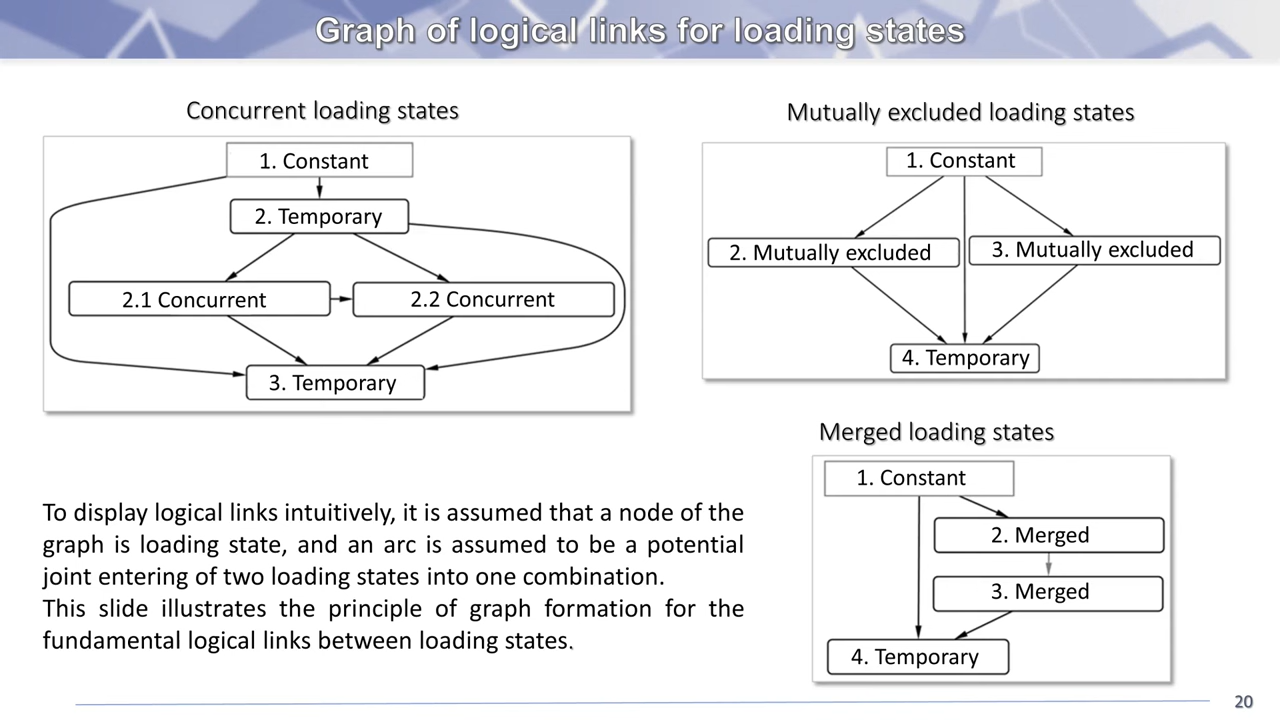 Graph of logical links for loading states
Concurrent loading states
1. Constant
2. Temporary
2.1 Concurrent
2.2 Concurrent
3. Temporary
Mutually excluded loading states
1. Constant
2. Mutually excluded
3. Mutually excluded
4. Temporary
Merged loading states
1. Constant
2. Merged
3. Merged
4. Temporary
To display logical links intuitively, it is assumed that a node of the
graph is loading state, and an arc is assumed to be a potential
joint entering of two loading states into one combination.
This slide illustrates the principle of graph formation for the
fundamental logical links between loading states.
20